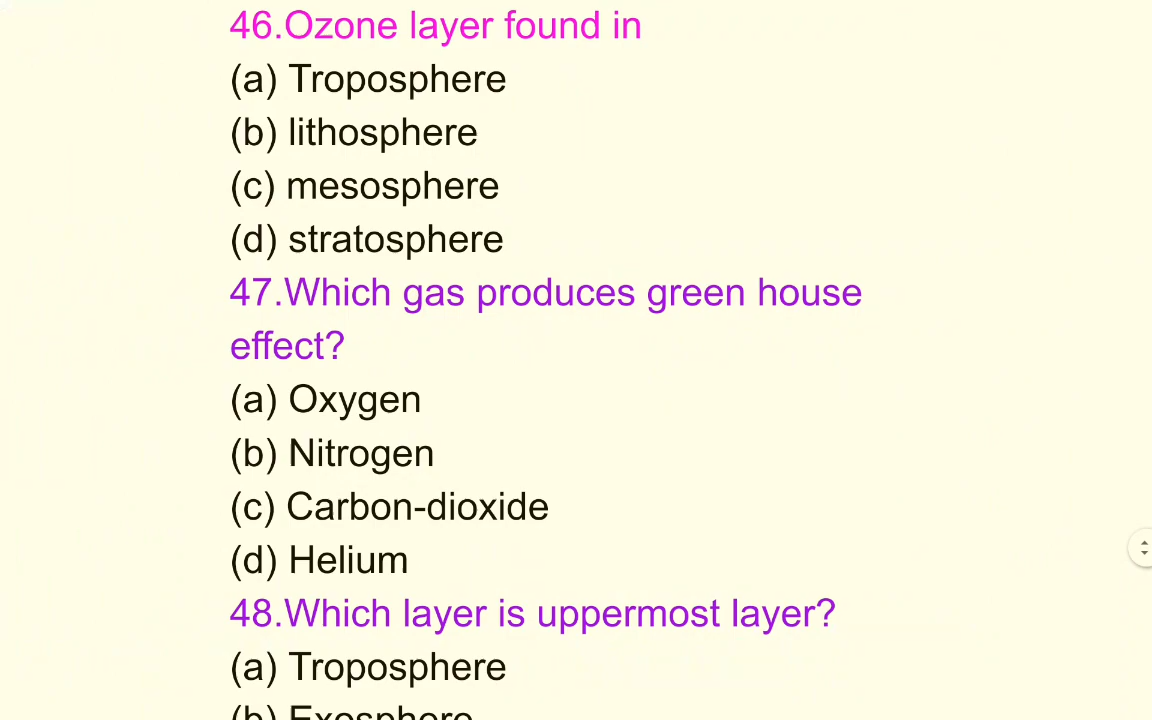 46.Ozone layer found in
(a) Troposphere
(b) lithosphere
(c) mesosphere
(d) stratosphere
47.Which gas produces green house
effect?
(a) Oxygen
(b) Nitrogen
(c) Carbon-dioxide
(d) Helium
48.Which layer is uppermost layer?
(a) Troposphere
(b) Exosphere